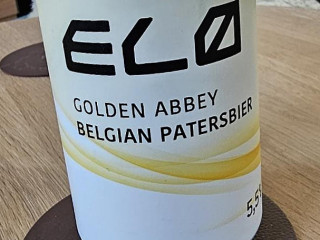 ELØ
GOLDEN ABBEY
BELGIAN PATERSBIER
5,5